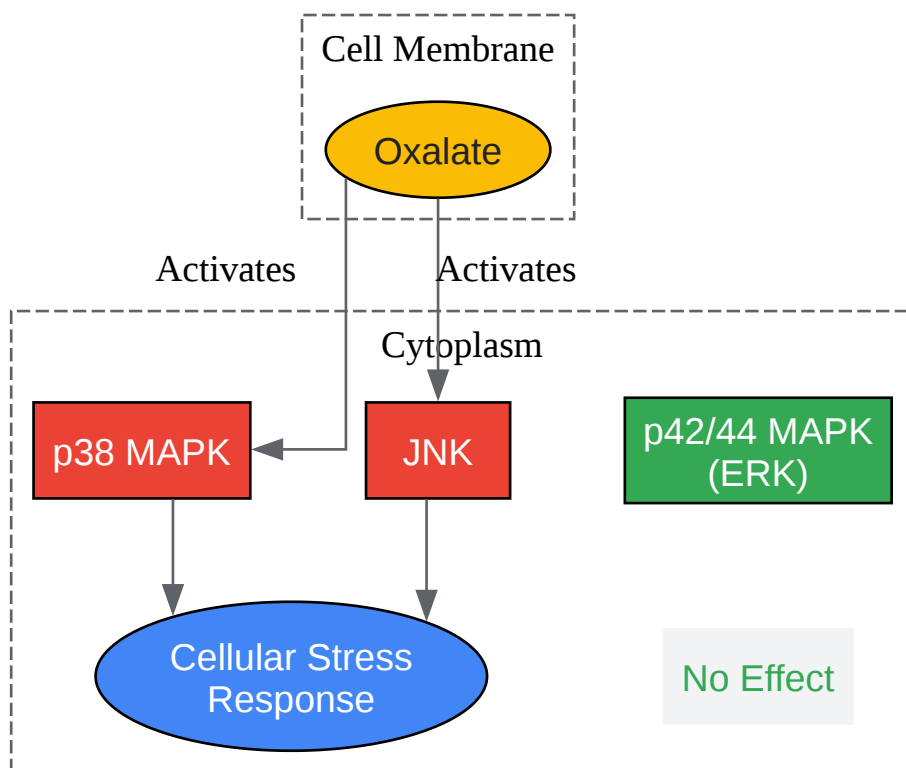 Cell Membrane
Oxalate
Activates
Activates
Cytoplasm
p38 MAPK
JNK
p42/44 MAPK
(ERK)
Cellular Stress
Response
No Effect